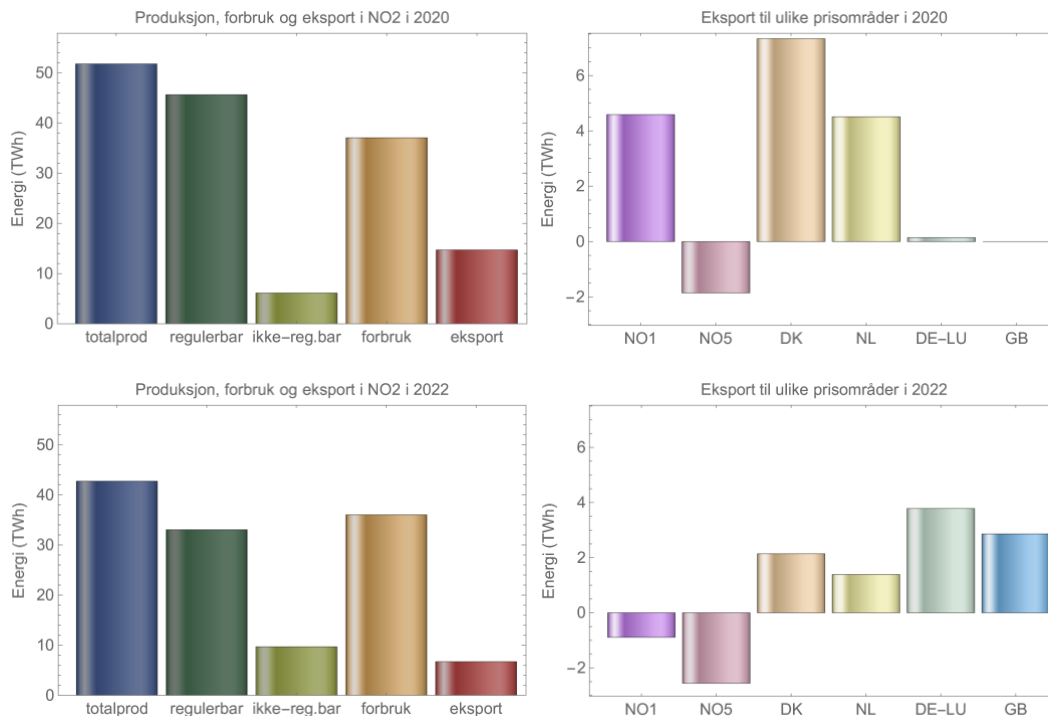 Produksjon, forbruk og eksport i NO2 i 2020
Energi (TWh)
50
40
30
20
10
0
totalprod regulerbar ikke-reg.bar forbruk eksport
Eksport til ulike prisområder i 2020
Energi (TWh)
6
4
2
0
−2
NO1 NO5 DK NL DE-LU GB
Produksjon, forbruk og eksport i NO2 i 2022
Energi (TWh)
50
40
30
20
10
0
totalprod regulerbar ikke-reg.bar forbruk eksport
Eksport til ulike prisområder i 2022
Energi (TWh)
6
4
2
0
−2
NO1 NO5 DK NL DE-LU GB